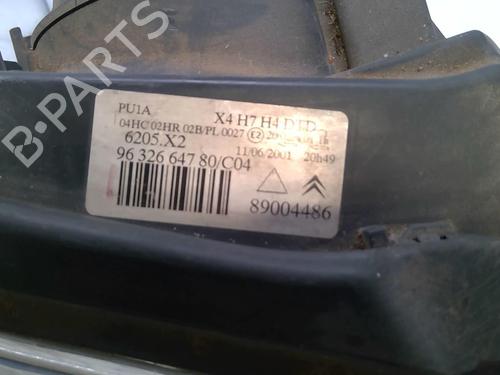 PU1A X4 H7 H4 D
04HC 02HR 02B/PL 0027 E2
6205.X2 11/06/2001 20h49
96 326 647 80/C04
89004486
B-PARTS